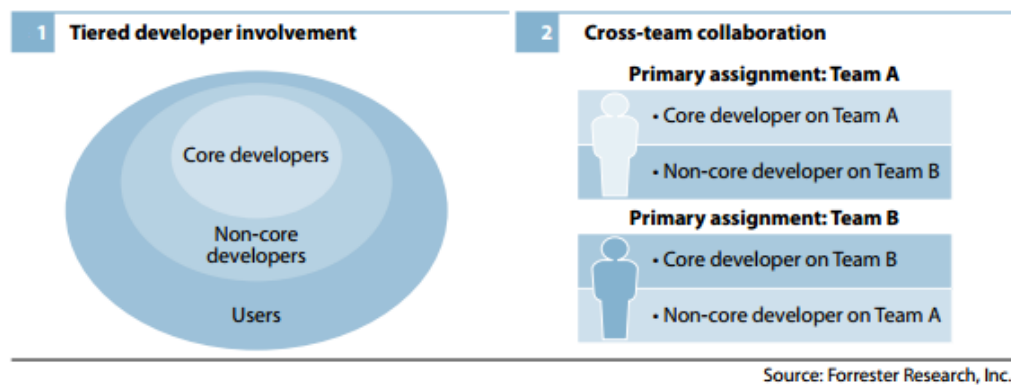 1 Tiered developer involvement
Core developers
Non-core
developers
Users
2 Cross-team collaboration
Primary assignment: Team A
• Core developer on Team A
• Non-core developer on Team B
Primary assignment: Team B
• Core developer on Team B
• Non-core developer on Team A
Source: Forrester Research, Inc.